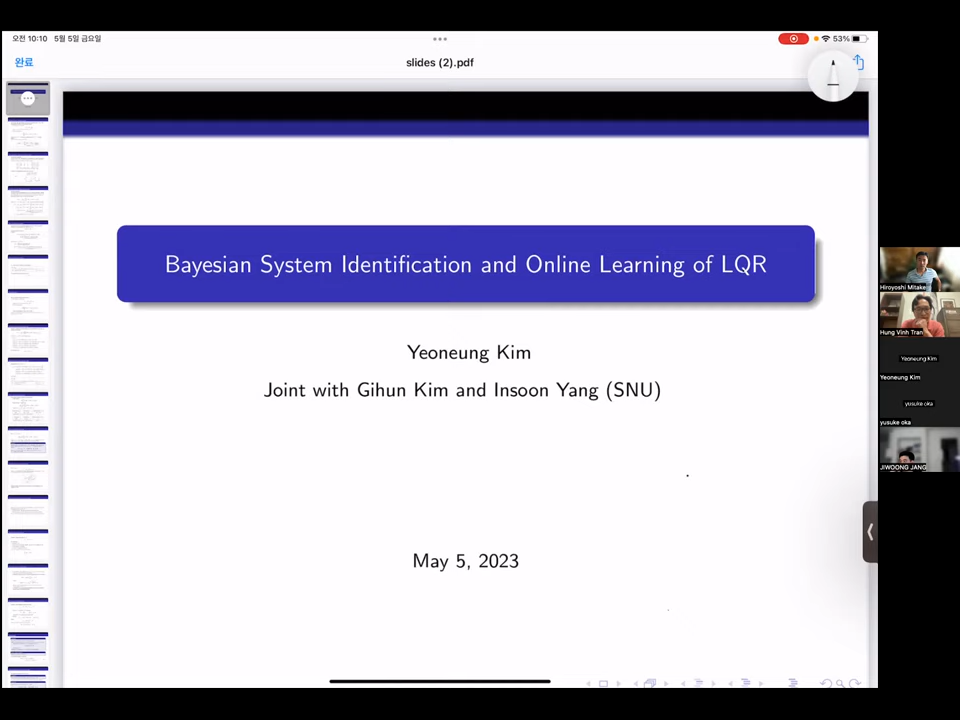 오전 10:10 5월 5일 금요일
53%
완료
slides (2).pdf
Bayesian System Identification and Online Learning of LQR
Yeoneung Kim
Joint with Gihun Kim and Insoon Yang (SNU)
May 5, 2023
Hiroyoshi Mitake
Hung Vinh Tran
Yeoneung Kim
Yeoneung Kim
yusuke oka
yusuke oka
JIWOONG JANG